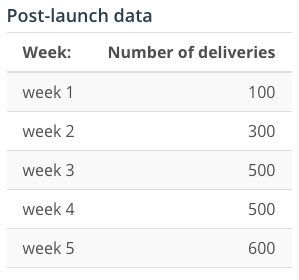 Post-launch data
Week: Number of deliveries
week 1 100
week 2 300
week 3 500
week 4 500
week 5 600